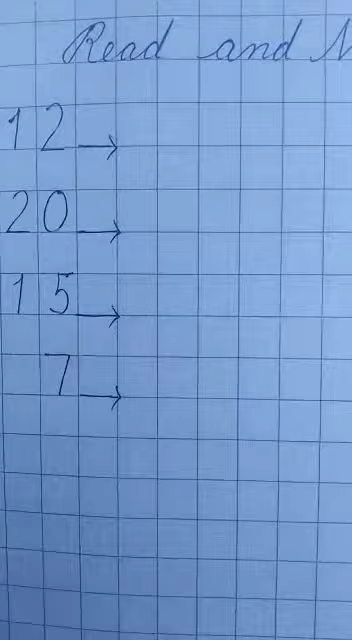 Read and
12 →
20 →
15 →
7 →